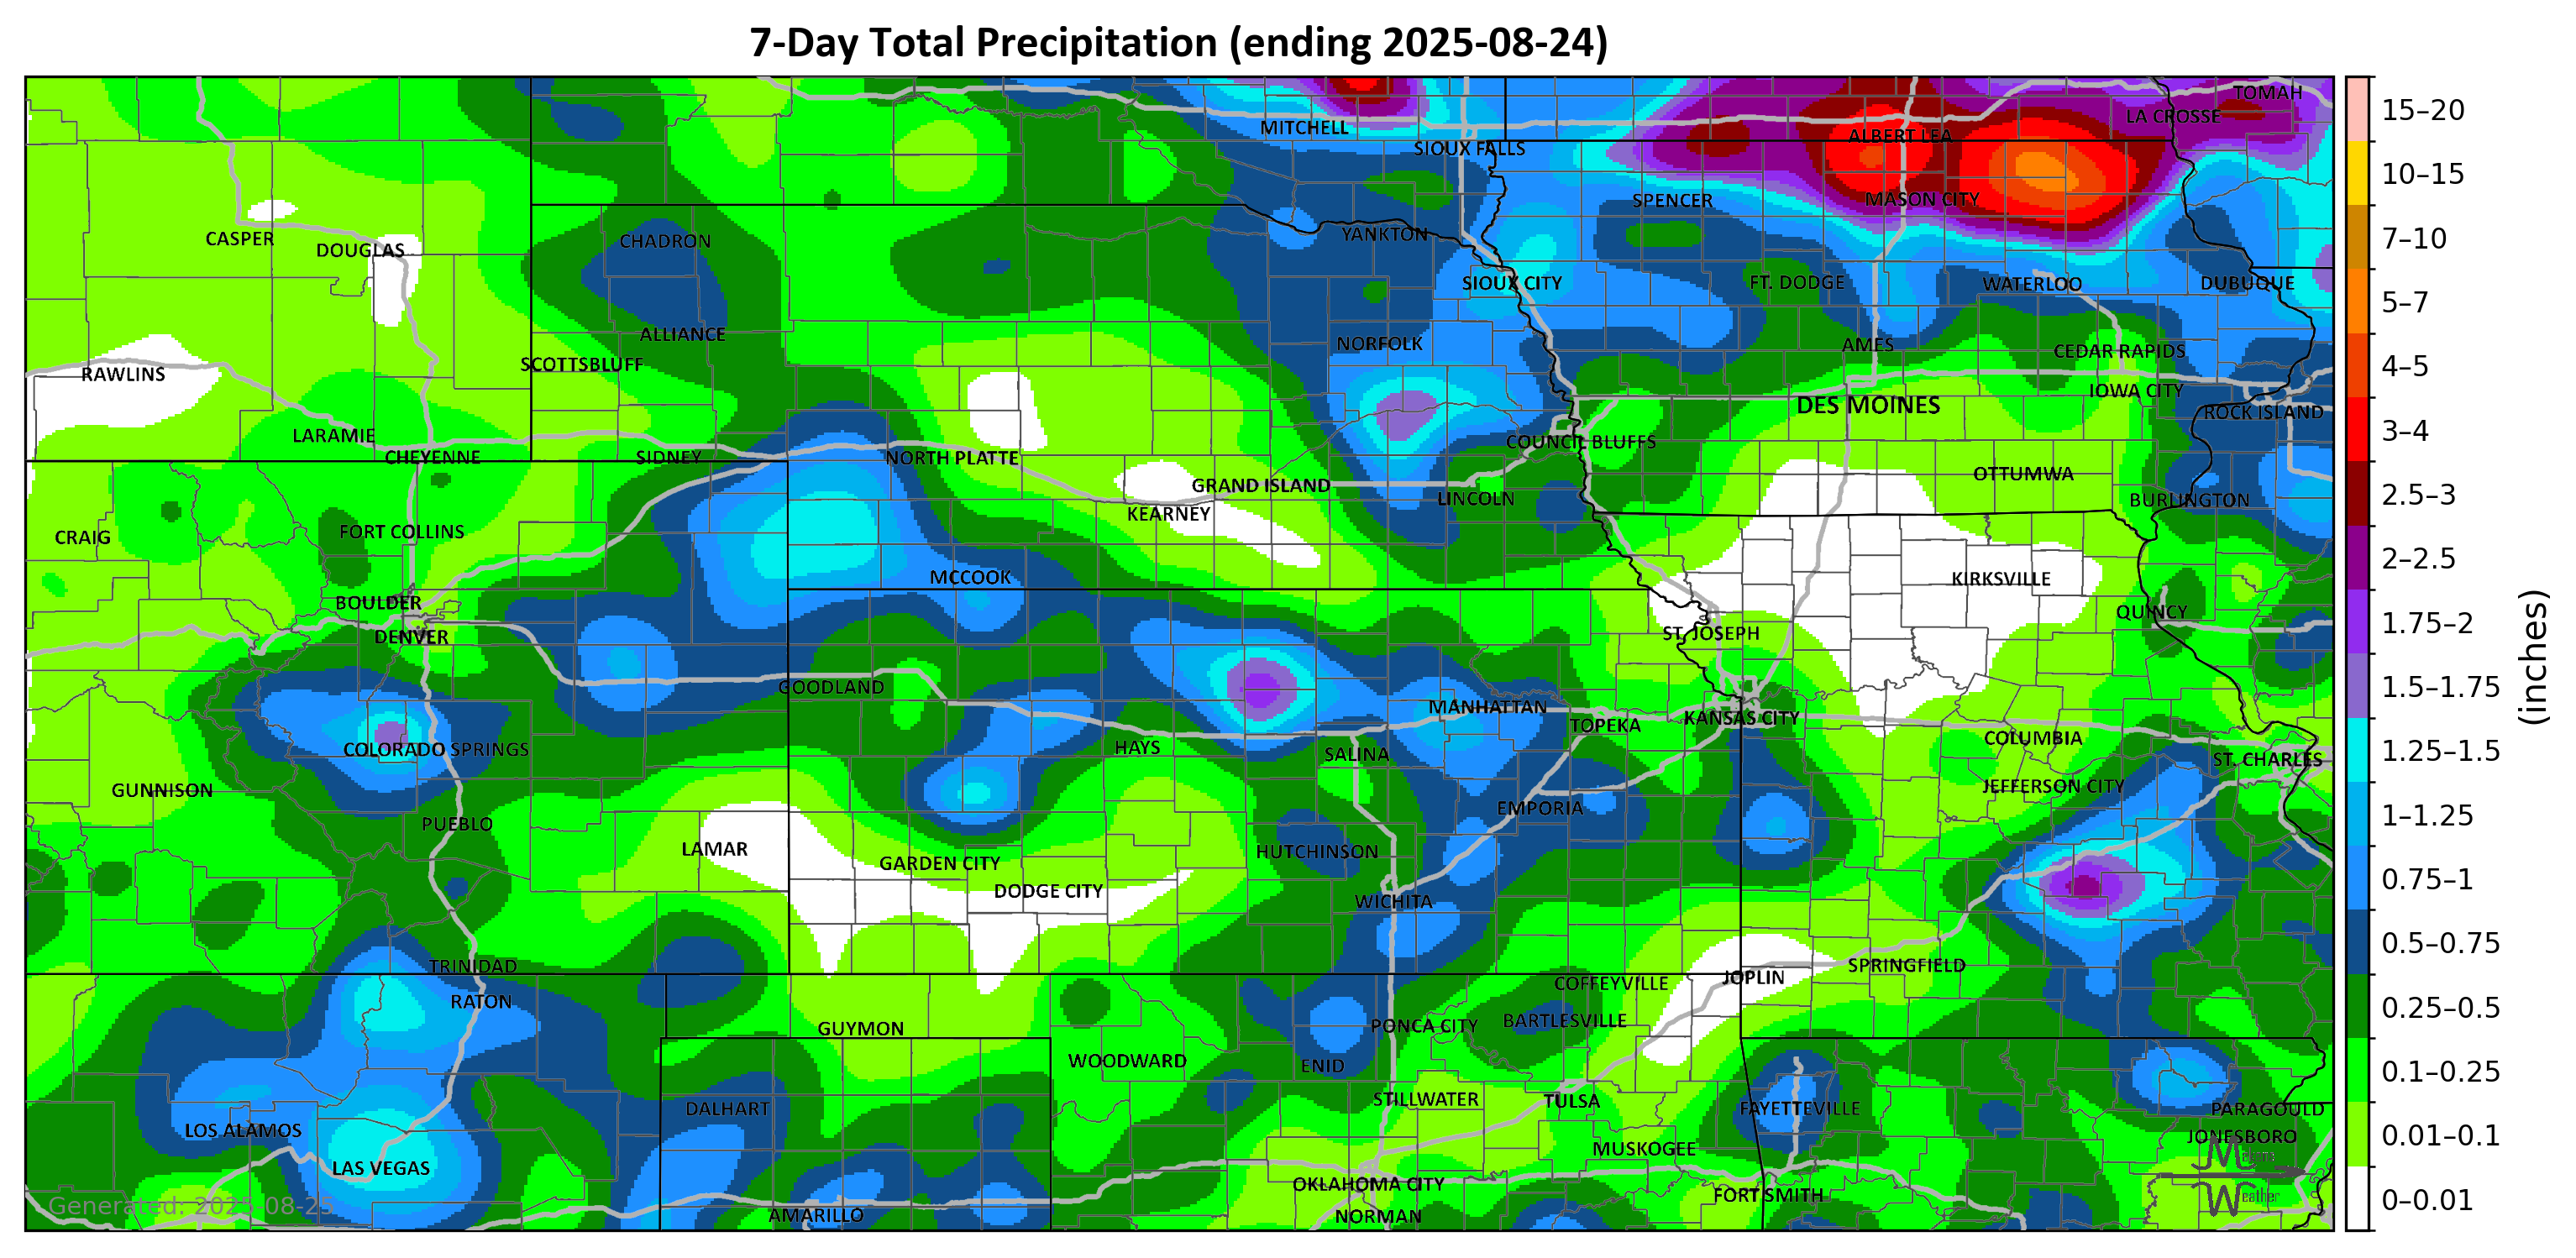 7-Day Total Precipitation (ending 2025-08-24)
TOMAH
LA CROSSE
MITCHELL
ALBERT LEA
SIOUX FALLS
SPENCER
MASON CITY
CASPER
DOUGLAS
CHADRON
YANKTON
SIOUX CITY
FT. DODGE
WATERLOO
DUBUQUE
ALLIANCE
NORFOLK
AMES
CEDAR RAPIDS
SCOTTSBLUFF
RAWLINS
IOWA CITY
DES MOINES
ROCK ISLAND
LARAMIE
COUNCIL BLUFFS
CHEYENNE
SIDNEY
NORTH PLATTE
OTTUMWA
GRAND ISLAND
LINCOLN
BURLINGTON
KEARNEY
CRAIG
FORT COLLINS
MCCOOK
KIRKSVILLE
BOULDER
QUINCY
DENVER
ST. JOSEPH
GOODLAND
MANHATTAN
TOPEKA
KANSAS CITY
COLUMBIA
COLORADO SPRINGS
HAYS
SALINA
ST. CHARLES
GUNNISON
JEFFERSON CITY
EMPORIA
PUEBLO
LAMAR
GARDEN CITY
HUTCHINSON
DODGE CITY
WICHITA
TRINIDAD
SPRINGFIELD
JOPLIN
COFFEYVILLE
RATON
GUYMON
PONCA CITY
BARTLESVILLE
WOODWARD
ENID
STILLWATER
TULSA
DALHART
FAYETTEVILLE
PARAGOULD
LOS ALAMOS
JONESBORO
MUSKOGEE
LAS VEGAS
OKLAHOMA CITY
FORT SMITH
AMARILLO
NORMAN
Generated: 2025-08-25
Weather
15–20
10–15
7–10
5–7
4–5
3–4
2.5–3
2–2.5
1.75–2
1.5–1.75
1.25–1.5
1–1.25
0.75–1
0.5–0.75
0.25–0.5
0.1–0.25
0.01–0.1
0–0.01
(inches)